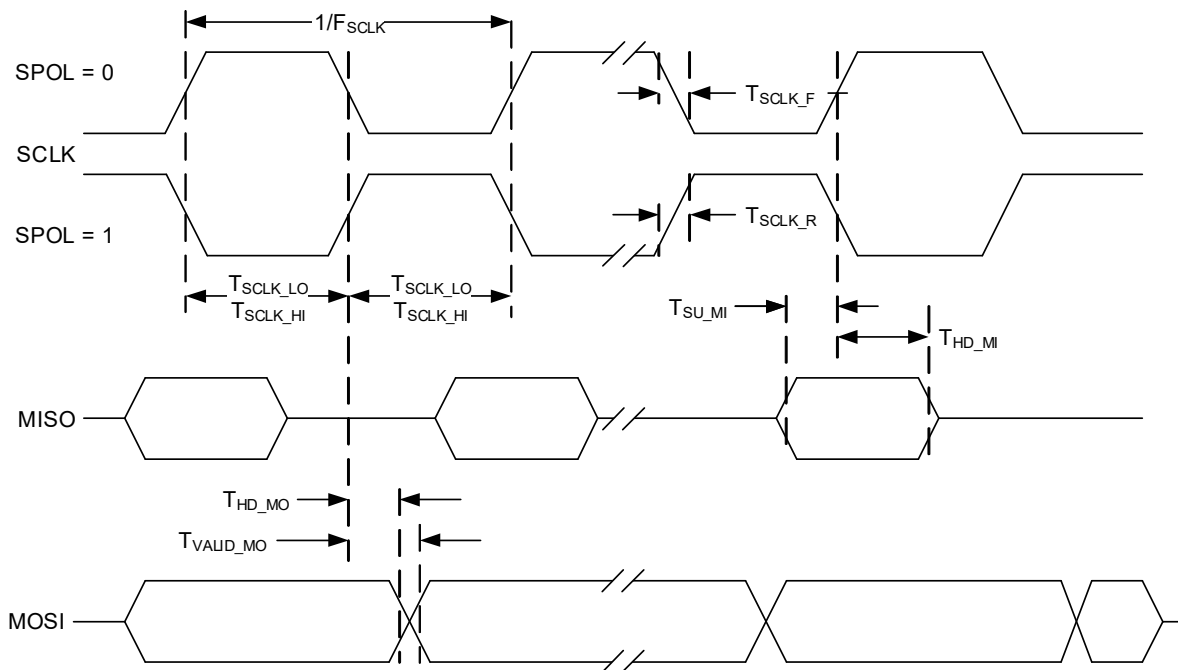 1/FSCLK
SPOL = 0
TSCLK_F
SCLK
SPOL = 1
TSCLK_R
TSCLK_LO
TSCLK_HI
TSCLK_LO
TSCLK_HI
TSU_MI
THD_MI
MISO
THD_MO
TVALID_MO
MOSI